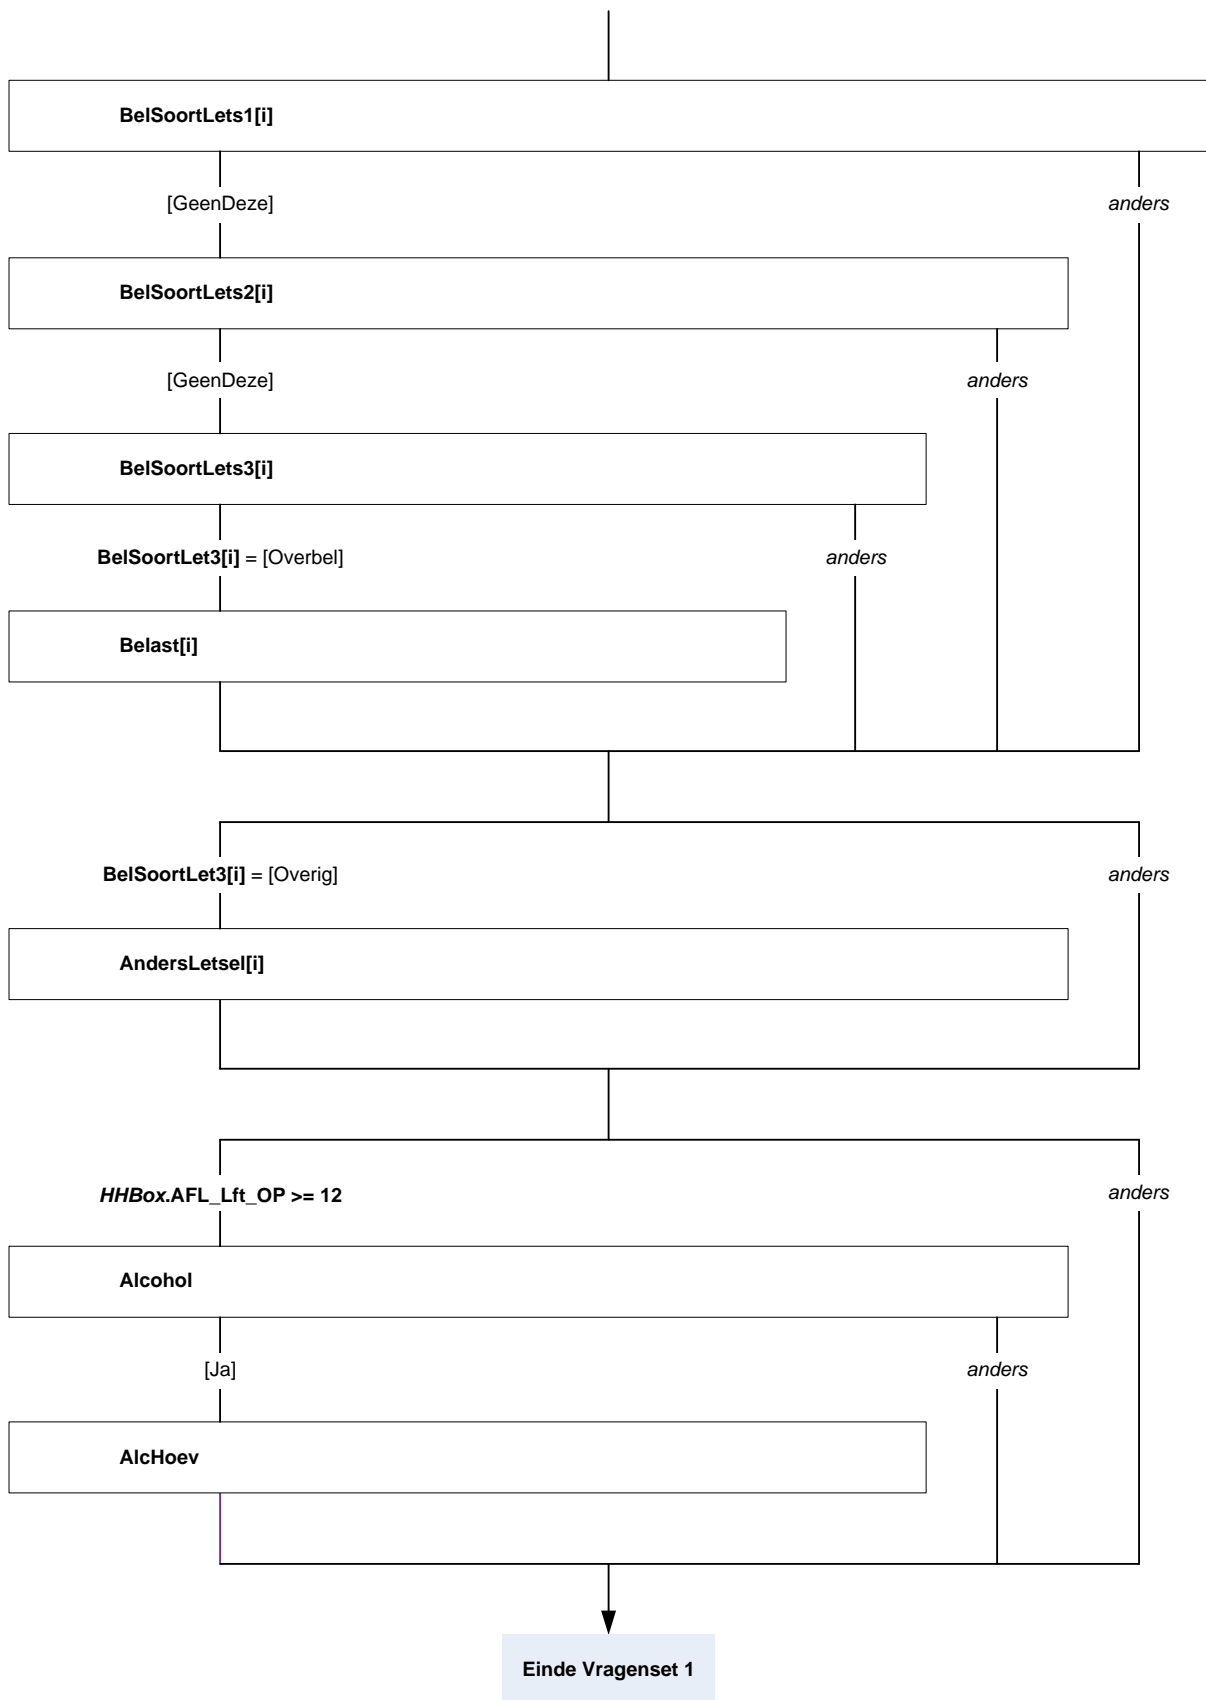 BelSoortLets1[i]
[GeenDeze] anders
BelSoortLets2[i]
[GeenDeze] anders
BelSoortLets3[i]
BelSoortLet3[i] = [Overbel] anders
Belast[i]
BelSoortLet3[i] = [Overig] anders
AndersLetsel[i]
HHBox.AFL_Lft_OP >= 12 anders
Alcohol
[Ja] anders
AlcHoev
Einde Vragenset 1